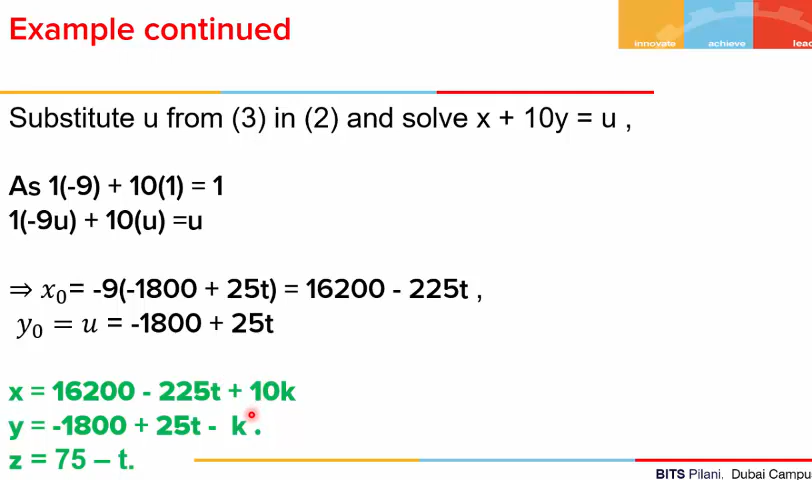 Example continued
innovate achieve lead
Substitute u from (3) in (2) and solve x + 10y = u ,
As 1(-9) + 10(1) = 1
1(-9u) + 10(u) =u
⇒ x₀= -9(-1800 + 25t) = 16200 - 225t ,
y₀ = u = -1800 + 25t
x = 16200 - 225t + 10k
y = -1800 + 25t - k .
z = 75 – t.
BITS Pilani, Dubai Campu